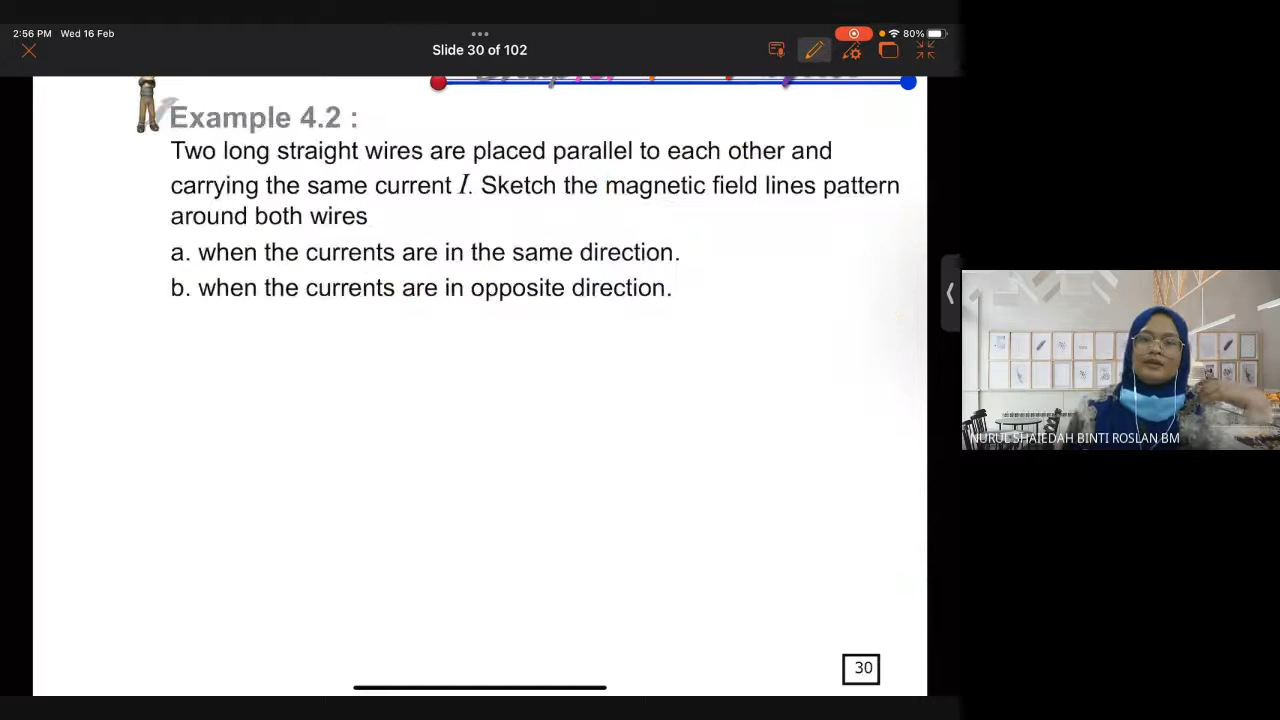 2:56 PM Wed 16 Feb
80%
Slide 30 of 102
Example 4.2 :
Two long straight wires are placed parallel to each other and
carrying the same current I. Sketch the magnetic field lines pattern
around both wires
a. when the currents are in the same direction.
b. when the currents are in opposite direction.
NURUL SHAIEDAH BINTI ROSLAN BM
30